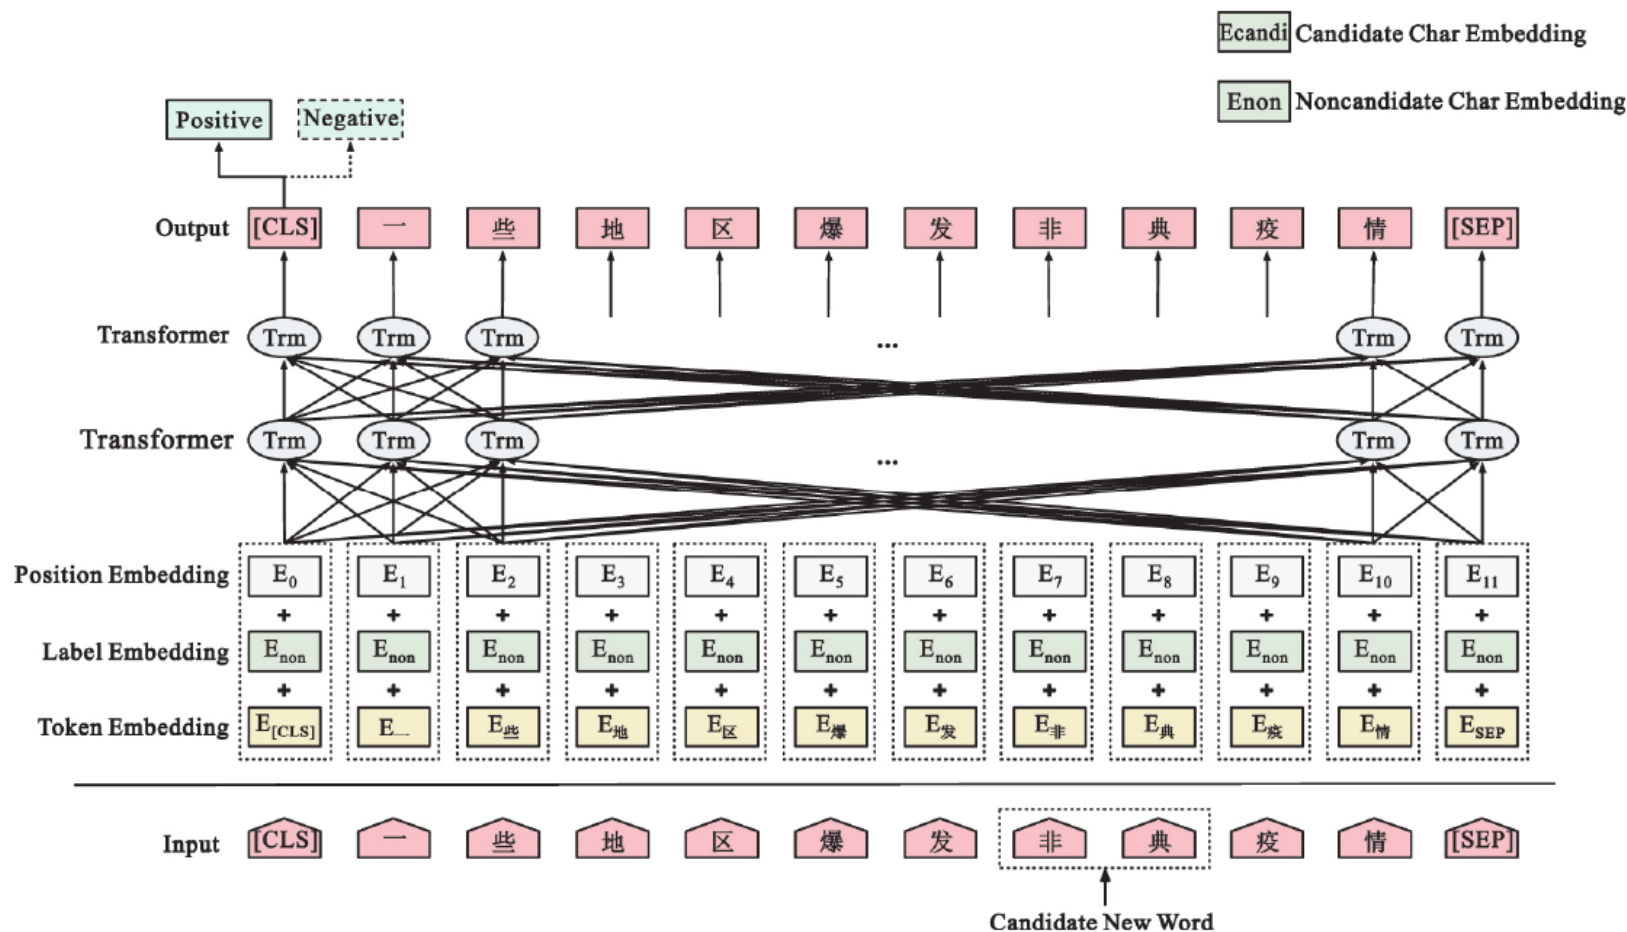 Ecandi Candidate Char Embedding
Enon Noncandidate Char Embedding
Positive Negative
Output [CLS] 一 些 地 区 爆 发 非 典 疫 情 [SEP]
Transformer Trm Trm Trm ... Trm Trm
Transformer Trm Trm Trm ... Trm Trm
Position Embedding E0 E1 E2 E3 E4 E5 E6 E7 E8 E9 E10 E11
+ + + + + + + + + + + +
Label Embedding Enon Enon Enon Enon Enon Enon Enon Enon Enon Enon Enon Enon
+ + + + + + + + + + + +
Token Embedding E[CLS] E一 E些 E地 E区 E爆 E发 E非 E典 E疫 E情 ESEP
Input [CLS] 一 些 地 区 爆 发 非 典 疫 情 [SEP]
Candidate New Word